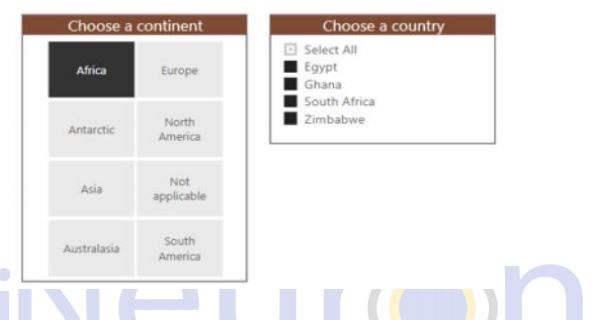 Choose a continent
Africa
Europe
Antarctic
North
America
Asia
Not
applicable
Australasia
South
America
Choose a country
Select All
Egypt
Ghana
South Africa
Zimbabwe
iNeuron